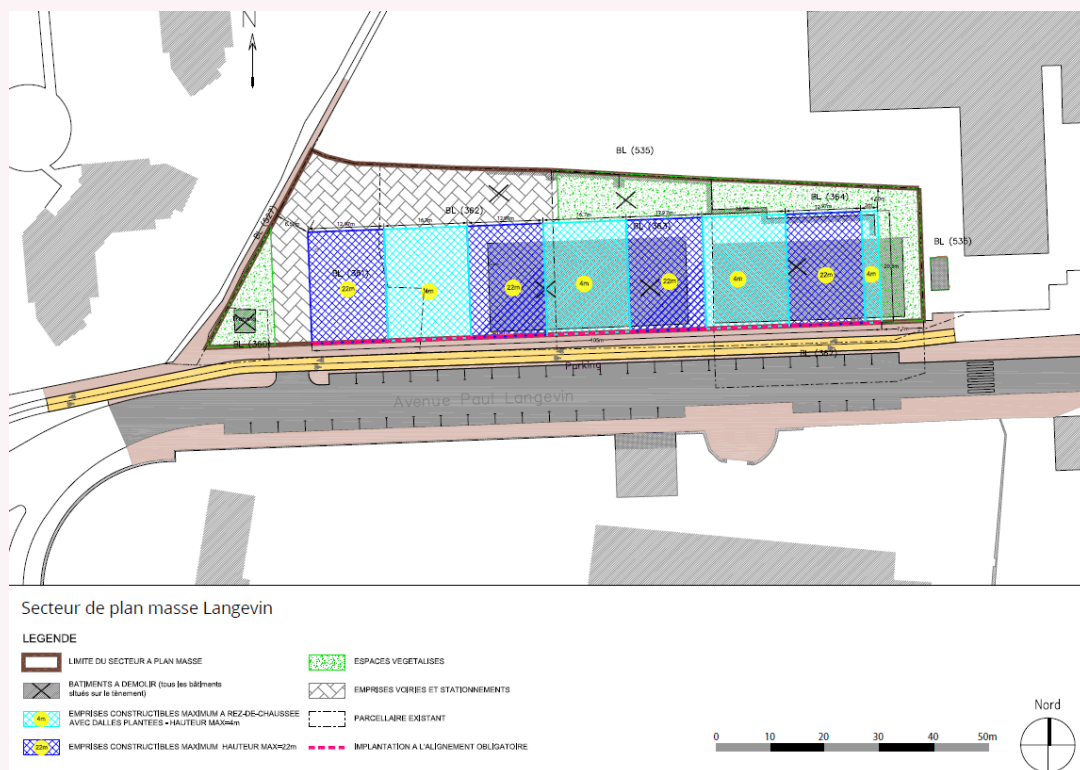 N
BL (535)
BL (527)
BL (362)
BL (364)
BL (363)
BL (535)
BL (361)
22m
4m
22m
4m
22m
4m
22m
4m
BL (360)
BL (367)
Parking
Avenue Paul Langevin
Secteur de plan masse Langevin
LEGENDE
LIMITE DU SECTEUR A PLAN MASSE
BATIMENTS A DEMOLIR (tous les bâtiments
situés sur le tènement)
4m
EMPRISES CONSTRUCTIBLES MAXIMUM A REZ-DE-CHAUSSEE
AVEC DALLES PLANTEES - HAUTEUR MAX=4m
22m
EMPRISES CONSTRUCTIBLES MAXIMUM HAUTEUR MAX=22m
ESPACES VEGETALISES
EMPRISES VOIRIES ET STATIONNEMENTS
PARCELLAIRE EXISTANT
IMPLANTATION A L'ALIGNEMENT OBLIGATOIRE
0 10 20 30 40 50m
Nord